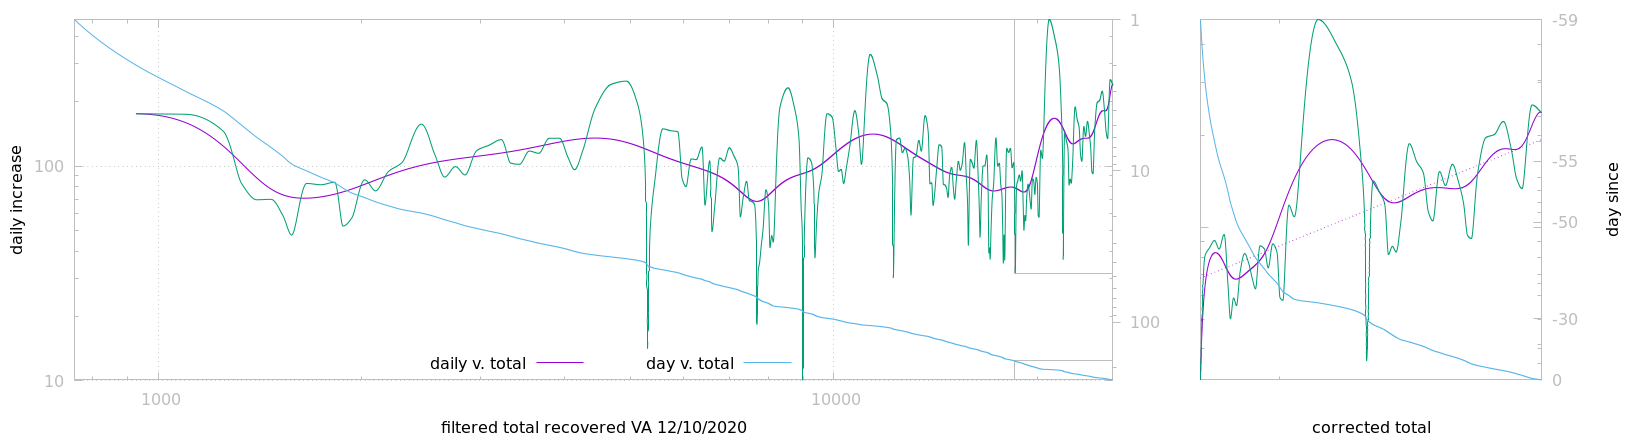 daily increase
100
10
1000
10000
1
10
100
daily v. total
day v. total
filtered total recovered VA 12/10/2020
-59
-55
-50
-30
0
day since
corrected total